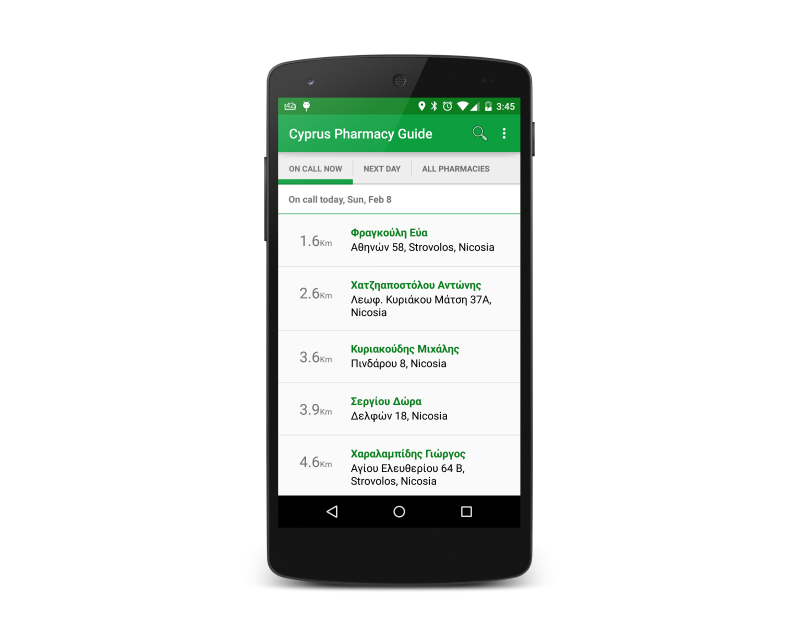 3:45
Cyprus Pharmacy Guide
ON CALL NOW
NEXT DAY
ALL PHARMACIES
On call today, Sun, Feb 8
1.6Km
Φραγκούλη Εύα
Αθηνών 58, Strovolos, Nicosia
2.6Km
Χατζηαποστόλου Αντώνης
Λεωφ. Κυριάκου Μάτση 37Α,
Nicosia
3.6Km
Κυριακούδης Μιχάλης
Πινδάρου 8, Nicosia
3.9Km
Σεργίου Δώρα
Δελφών 18, Nicosia
4.6Km
Χαραλαμπίδης Γιώργος
Αγίου Ελευθερίου 64 Β,
Strovolos, Nicosia